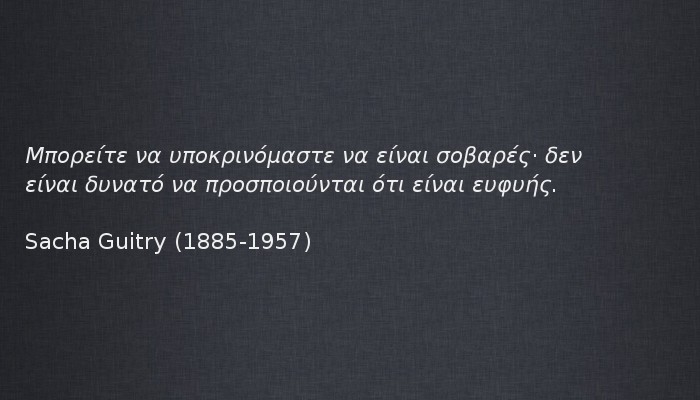 Μπορείτε να υποκρινόμαστε να είναι σοβαρές· δεν
είναι δυνατό να προσποιούνται ότι είναι ευφυής.
Sacha Guitry (1885-1957)